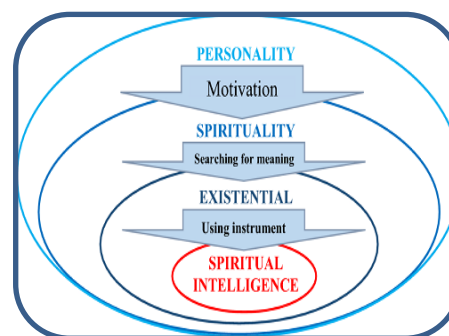 PERSONALITY
Motivation
SPIRITUALITY
Searching for meaning
EXISTENTIAL
Using instrument
SPIRITUAL
INTELLIGENCE